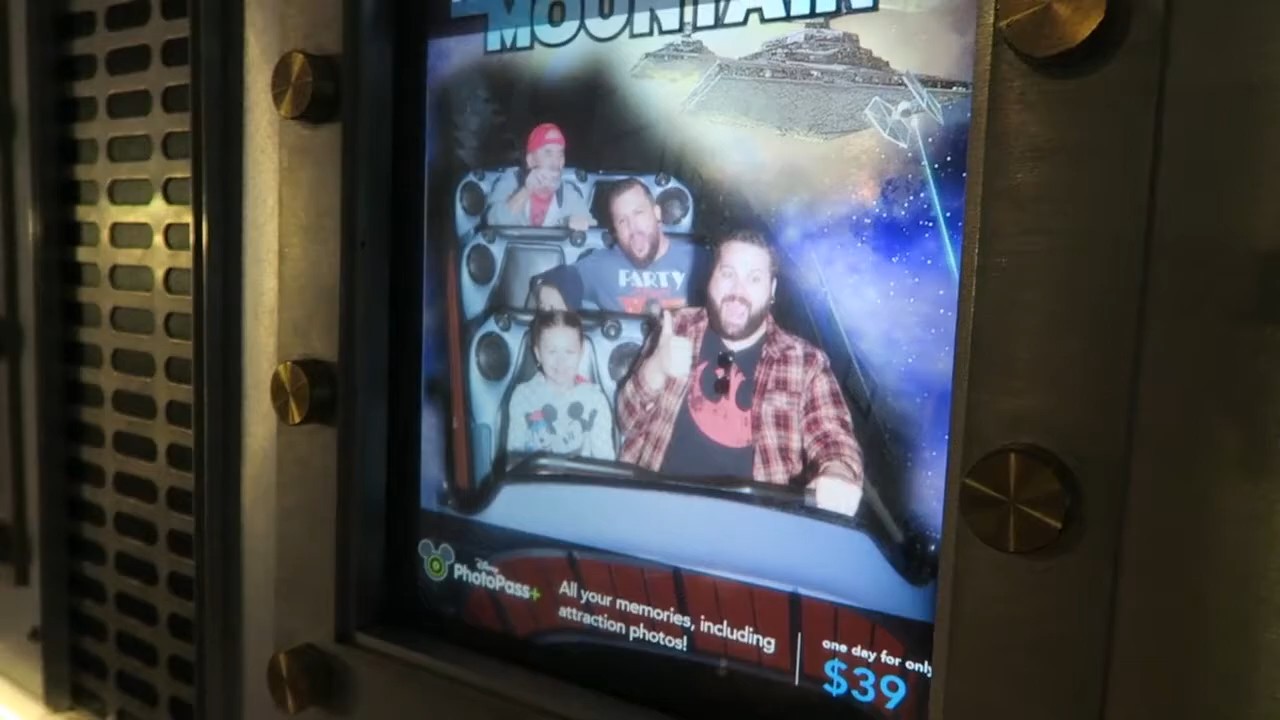 MOUNTAIN
PARTY
Disney
PhotoPass+
All your memories, including
attraction photos!
one day for only
$39